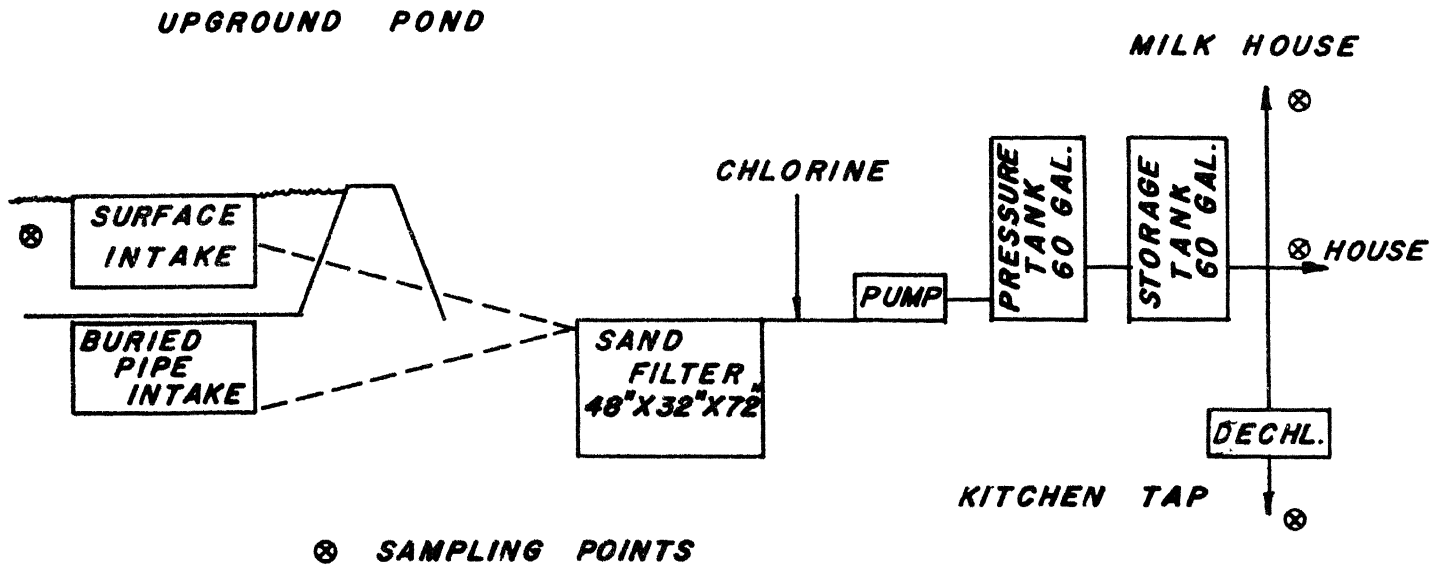 UPGROUND POND
MILK HOUSE
CHLORINE
SURFACE
INTAKE
BURIED
PIPE
INTAKE
SAND
FILTER
48"X32"X72"
PUMP
PRESSURE
TANK
60 GAL.
STORAGE
TANK
60 GAL.
HOUSE
DECHL.
KITCHEN TAP
⊗ SAMPLING POINTS